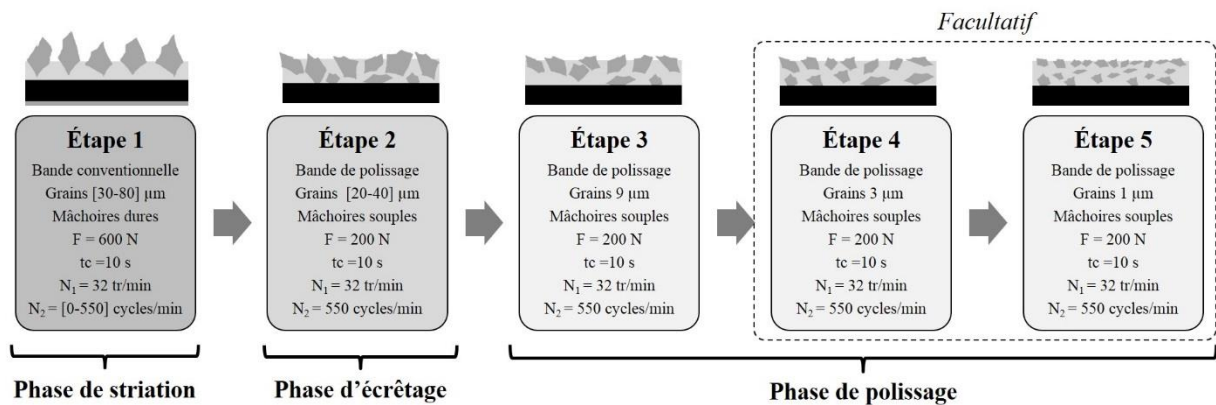 Facultatif
Étape 1
Bande conventionnelle
Grains [30-80] µm
Mâchoires dures
F = 600 N
tc =10 s
N₁ = 32 tr/min
N₂ = [0-550] cycles/min
Étape 2
Bande de polissage
Grains [20-40] µm
Mâchoires souples
F = 200 N
tc =10 s
N₁ = 32 tr/min
N₂ = 550 cycles/min
Étape 3
Bande de polissage
Grains 9 µm
Mâchoires souples
F = 200 N
tc =10 s
N₁ = 32 tr/min
N₂ = 550 cycles/min
Étape 4
Bande de polissage
Grains 3 µm
Mâchoires souples
F = 200 N
tc =10 s
N₁ = 32 tr/min
N₂ = 550 cycles/min
Étape 5
Bande de polissage
Grains 1 µm
Mâchoires souples
F = 200 N
tc =10 s
N₁ = 32 tr/min
N₂ = 550 cycles/min
Phase de striation
Phase d’écrêtage
Phase de polissage